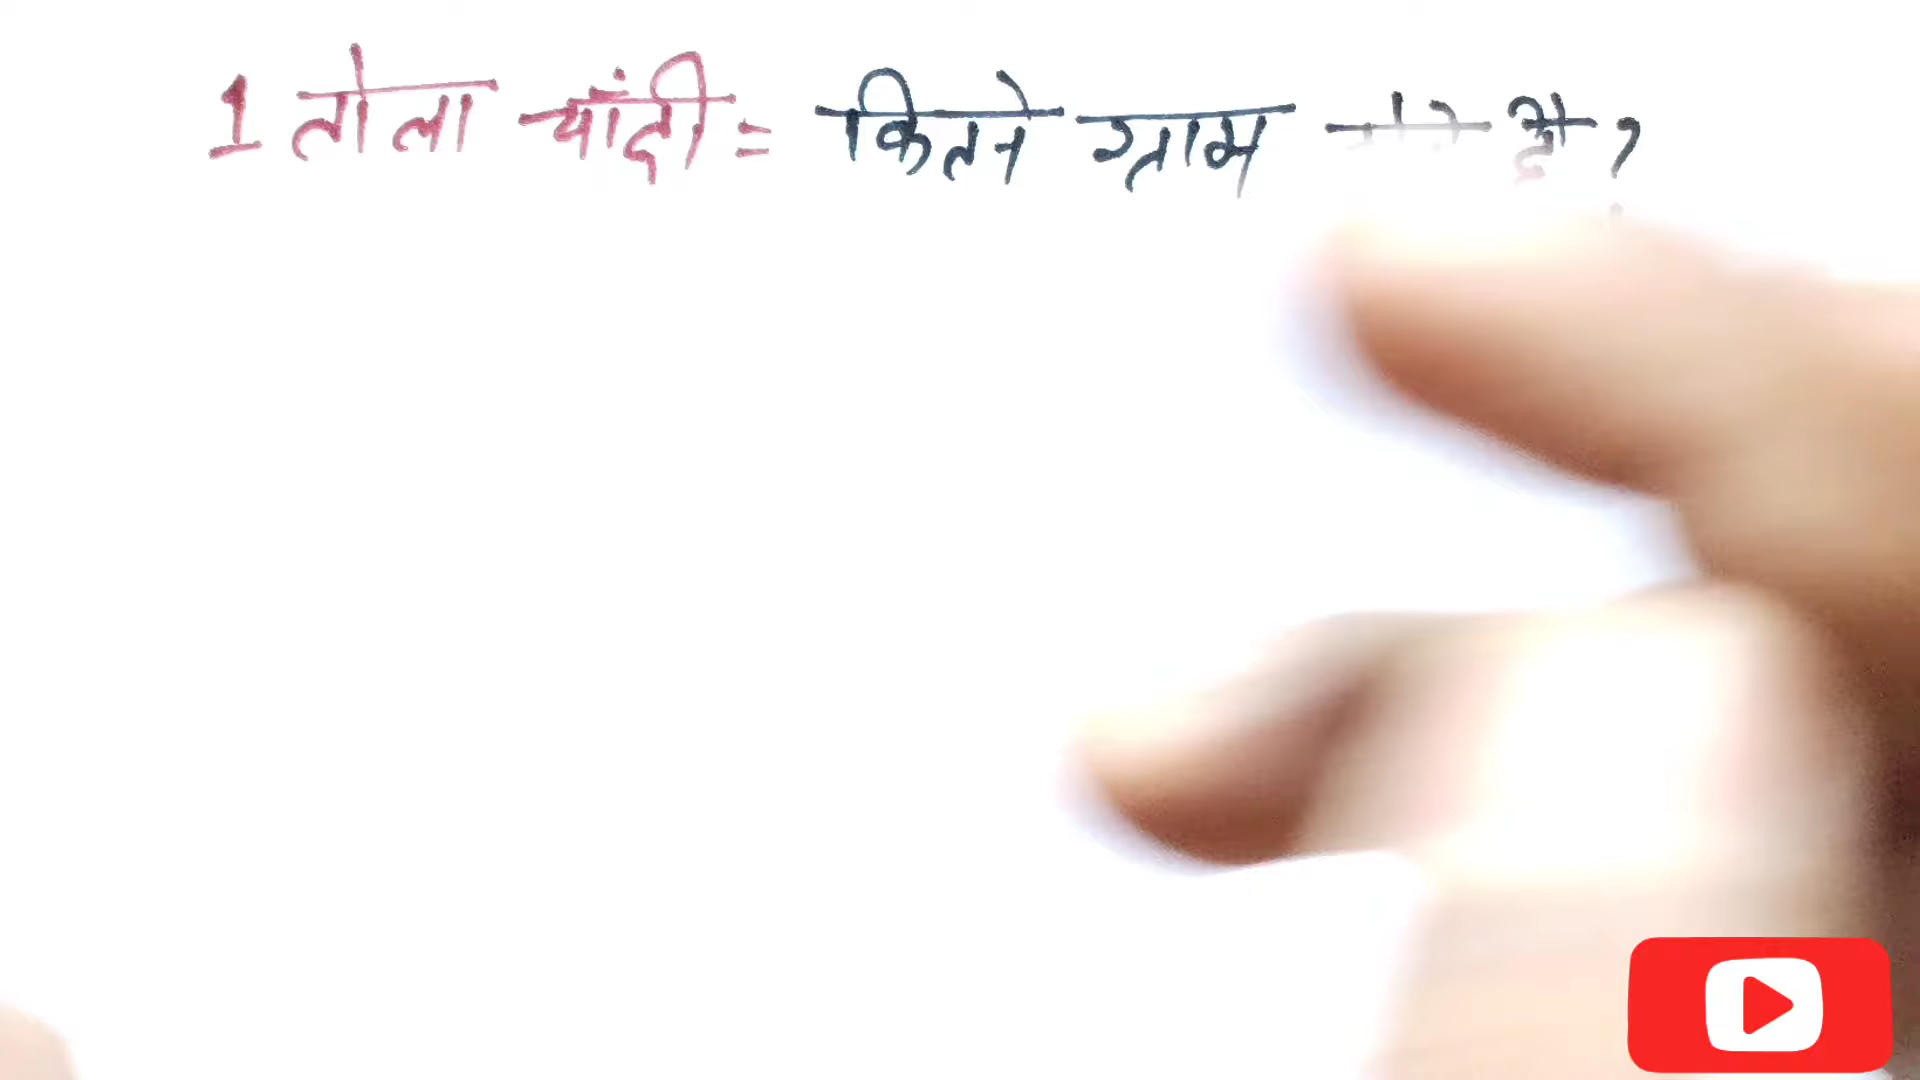 1 तोला चाँदी = कितने ग्राम होते है ?